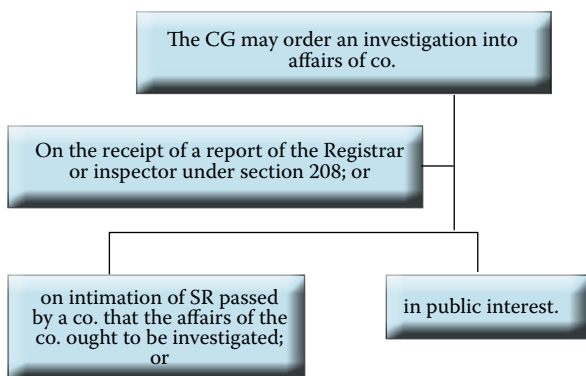 The CG may order an investigation into
affairs of co.
On the receipt of a report of the Registrar
or inspector under section 208; or
on intimation of SR passed
by a co. that the affairs of the
co. ought to be investigated;
or
in public interest.